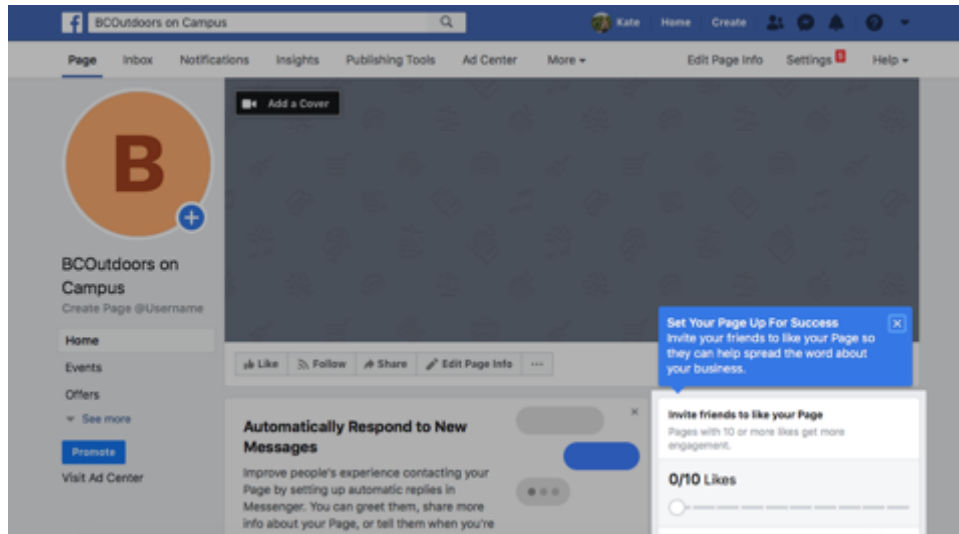 BCOutdoors on Campus
Kate Home Create
Page Inbox Notifications Insights Publishing Tools Ad Center More Edit Page Info Settings Help
Add a Cover
B
BCOutdoors on
Campus
Create Page @Username
Home
Events
Offers
See more
Promote
Visit Ad Center
Like Follow Share Edit Page Info ...
Automatically Respond to New
Messages
Improve people's experience contacting your
Page by setting up automatic replies in
Messenger. You can greet them, share more
info about your Page, or tell them when you're
Set Your Page Up For Success
Invite your friends to like your Page so
they can help spread the word about
your business.
Invite friends to like your Page
Pages with 10 or more likes get more
engagement.
0/10 Likes